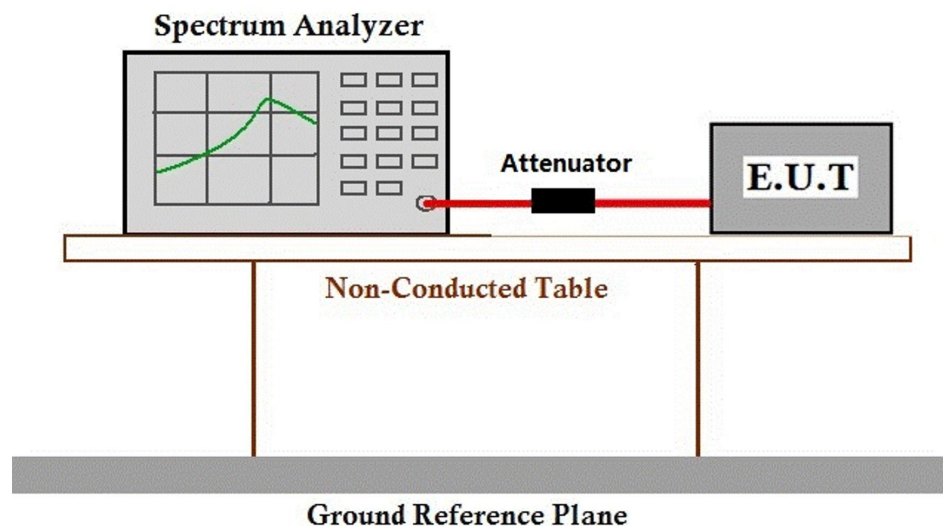 Spectrum Analyzer
Attenuator
E.U.T
Non-Conducted Table
Ground Reference Plane